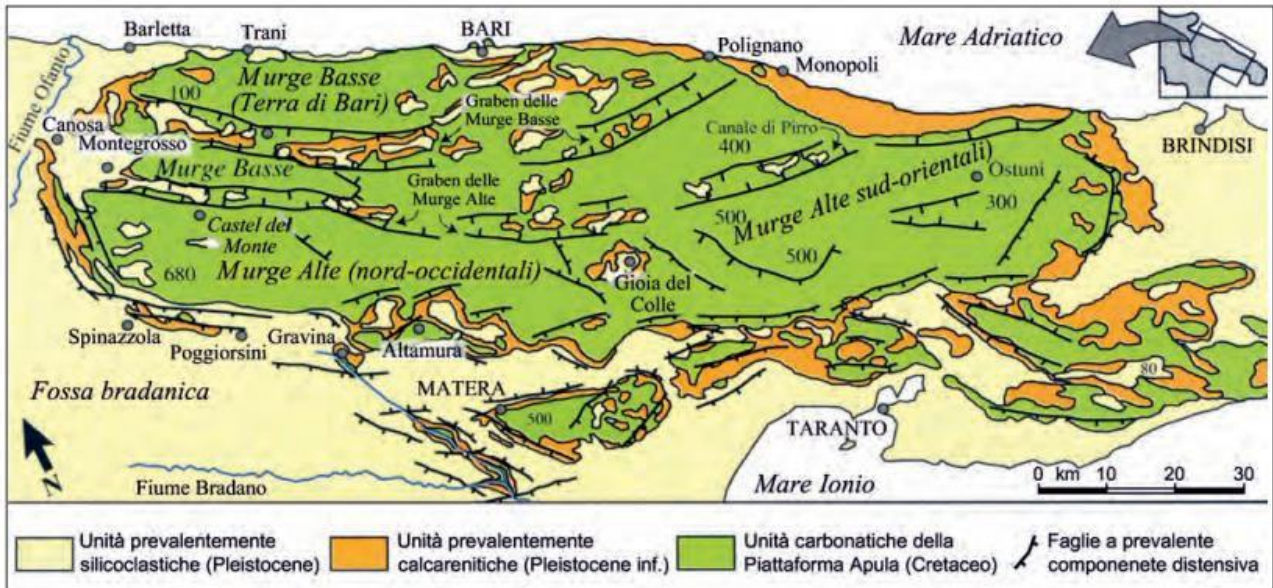 Barletta
Trani
BARI
Polignano
Monopoli
Mare Adriatico
Fiume Ofanto
Murge Basse
(Terra di Bari)
100
Graben delle
Murge Basse
Canale di Pirro
400
BRINDISI
Canosa
Montegrosso
Murge Basse
Graben delle
Murge Alte
Ostuni
300
Murge Alte sud-orientali)
500
500
Castel del
Monte
680
Murge Alte (nord-occidentali)
Gioia del
Colle
Spinazzola
Poggiorsini
Gravina
Altamura
Fossa bradanica
MATERA
500
80
TARANTO
N
Fiume Bradano
Mare Ionio
0 km 10 20 30
Unità prevalentemente
silicoclastiche (Pleistocene)
Unità prevalentemente
calcarenitiche (Pleistocene inf.)
Unità carbonatiche della
Piattaforma Apula (Cretaceo)
Faglie a prevalente
componenete distensiva